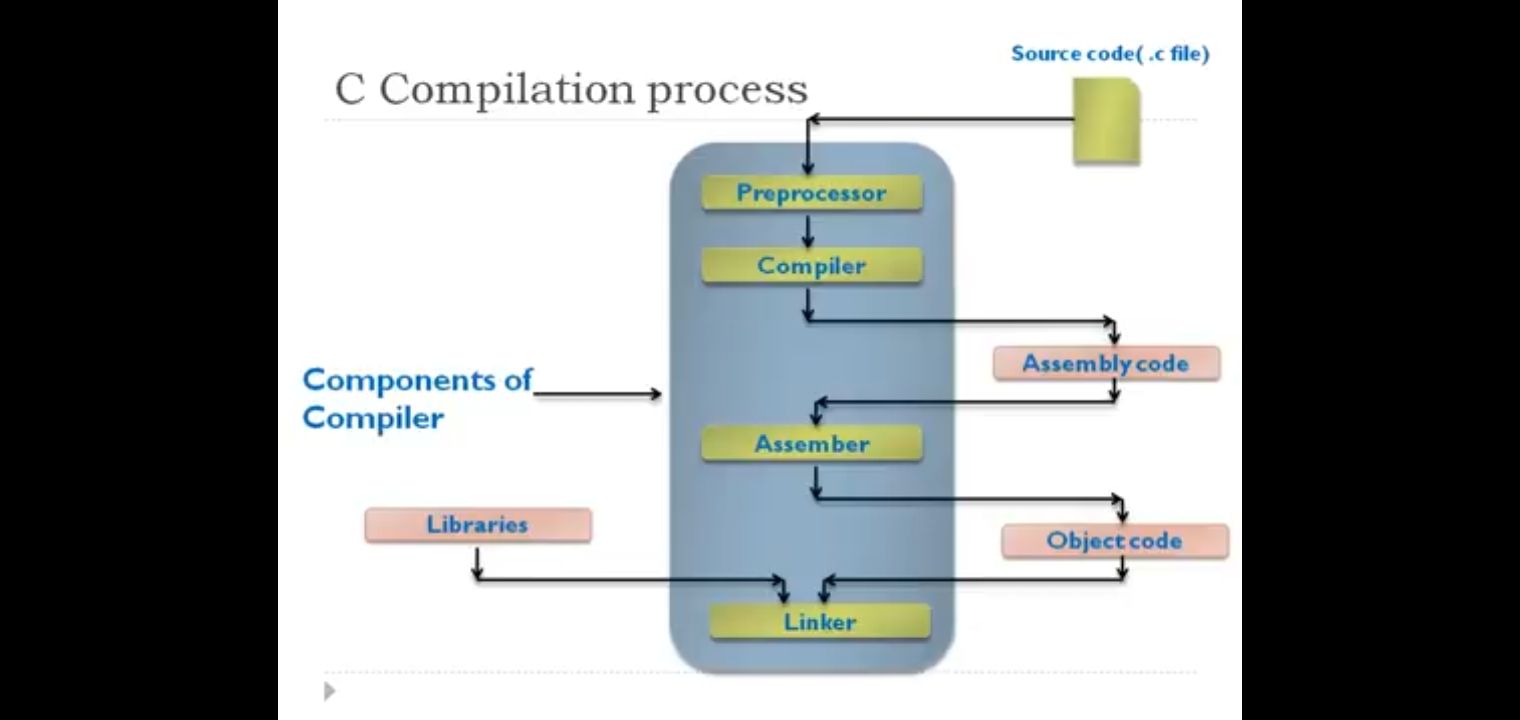 Source code( .c file)
C Compilation process
Preprocessor
Compiler
Assembly code
Components of
Compiler
Assember
Libraries
Object code
Linker